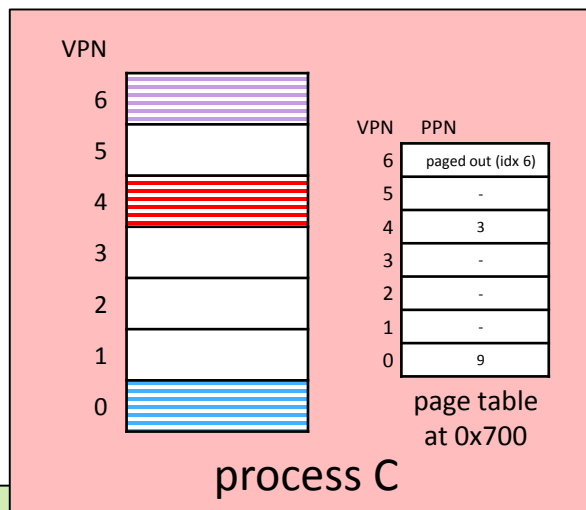 VPN
6
5
4
3
2
1
0
VPN PPN
6 paged out (idx 6)
5 -
4 3
3 -
2 -
1 -
0 9
page table
at 0x700
process C